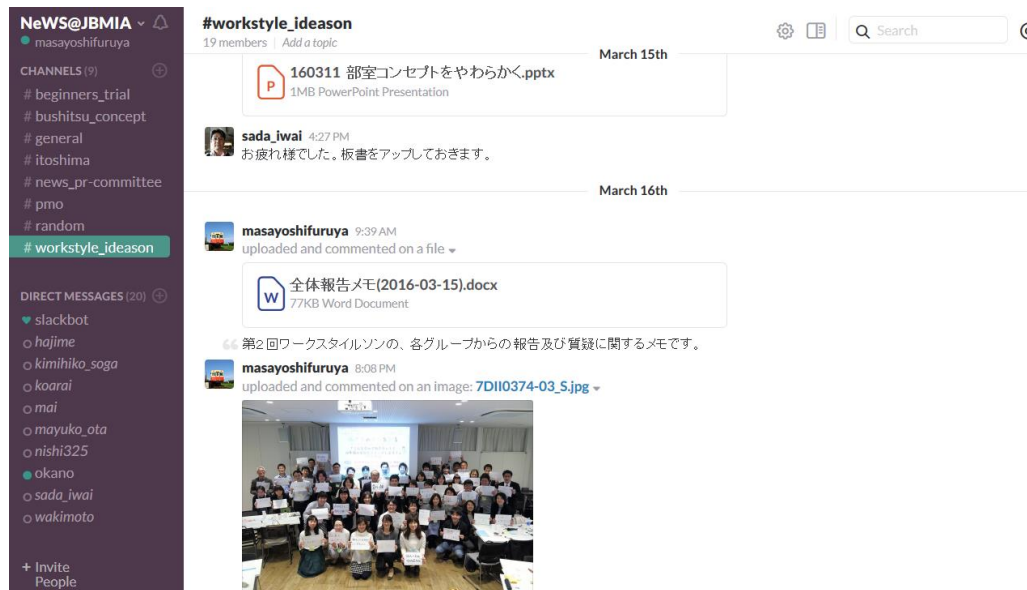 NeWS@JBMIA
masayoshifuruya
CHANNELS (9)
# beginners_trial
# bushitsu_concept
# general
# itoshima
# news_pr-committee
# pmo
# random
# workstyle_ideason
DIRECT MESSAGES (20)
slackbot
hajime
kimihiko_soga
koarai
mai
mayuko_ota
nishi325
okano
sada_iwai
wakimoto
+ Invite
People
#workstyle_ideason
19 members | Add a topic
Search
March 15th
P
160311 部室コンセプトをやわらかく.pptx
1MB PowerPoint Presentation
sada_iwai 4:27 PM
お疲れ様でした。板書をアップしておきます。
March 16th
masayoshifuruya 9:39 AM
uploaded and commented on a file
W
全体報告メモ(2016-03-15).docx
77KB Word Document
第2回ワークスタイルソンの、各グループからの報告及び質疑に関するメモです。
masayoshifuruya 8:08 PM
uploaded and commented on an image: 7DII0374-03_S.jpg